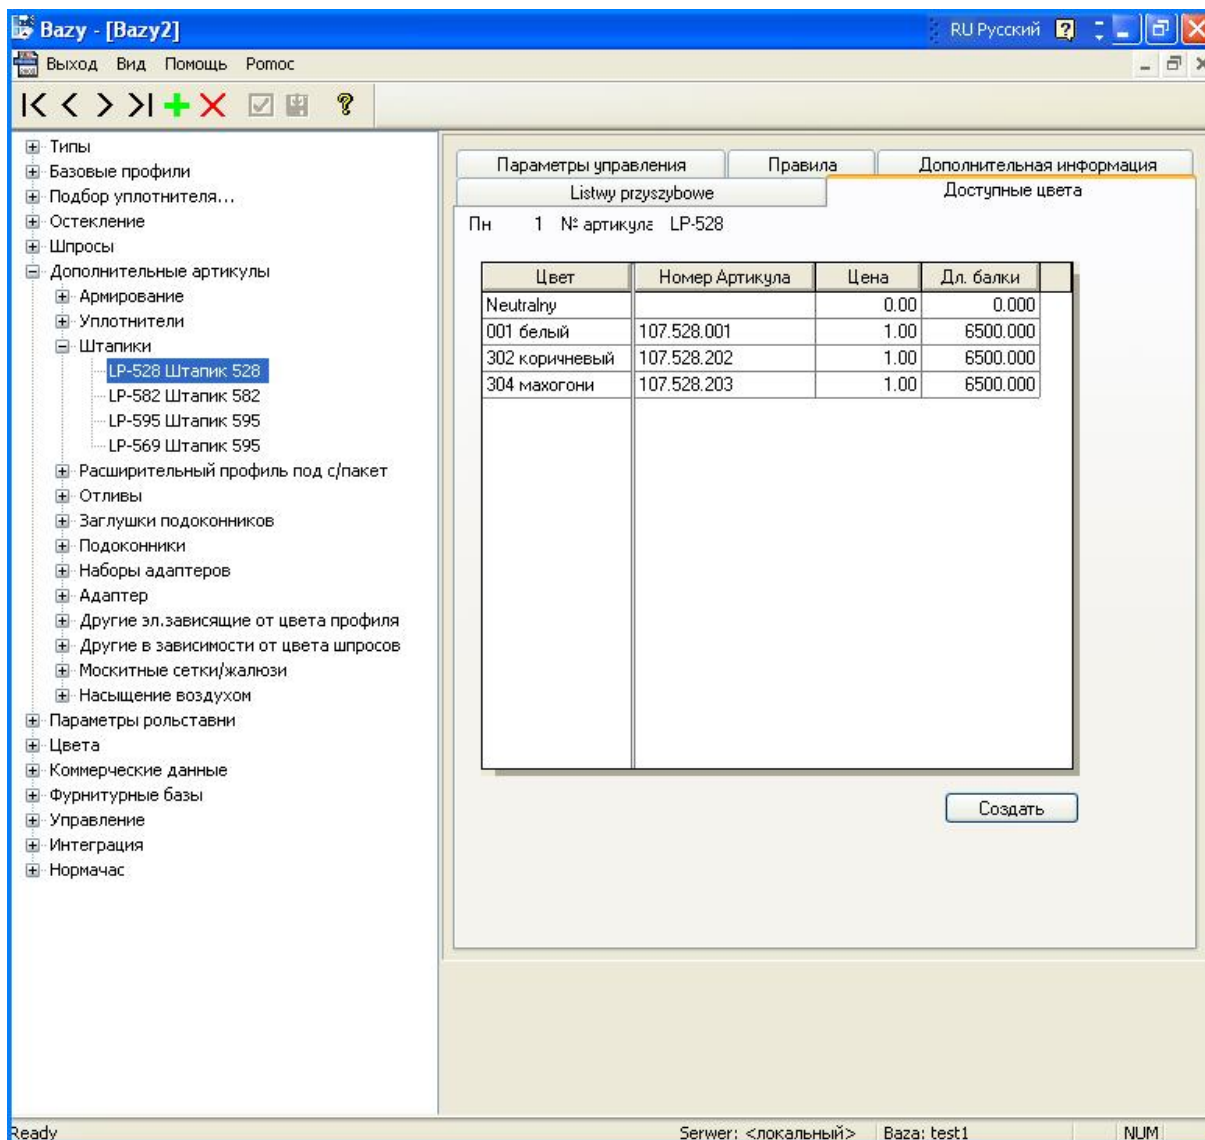 Bazy - [Bazy2]
RU Русский
Выход Вид Помощь Pomoc
Типы
Базовые профили
Подбор уплотнителя...
Остекление
Шпросы
Дополнительные артикулы
Армирование
Уплотнители
Штапики
LP-528 Штапик 528
LP-582 Штапик 582
LP-595 Штапик 595
LP-569 Штапик 595
Расширительный профиль под с/пакет
Отливы
Заглушки подоконников
Подоконники
Наборы адаптеров
Адаптер
Другие эл.зависящие от цвета профиля
Другие в зависимости от цвета шпросов
Москитные сетки/жалюзи
Насыщение воздухом
Параметры рольставни
Цвета
Коммерческие данные
Фурнитурные базы
Управление
Интеграция
Нормачас
Параметры управления Правила Дополнительная информация
Listwy przyszybowe Доступные цвета
Пн 1 № артикула LP-528
Цвет Номер Артикула Цена Дл. балки
Neutralny 0.00 0.000
001 белый 107.528.001 1.00 6500.000
302 коричневый 107.528.202 1.00 6500.000
304 махогони 107.528.203 1.00 6500.000
Создать
Ready Serwer: <локальный> Baza: test1 NUM